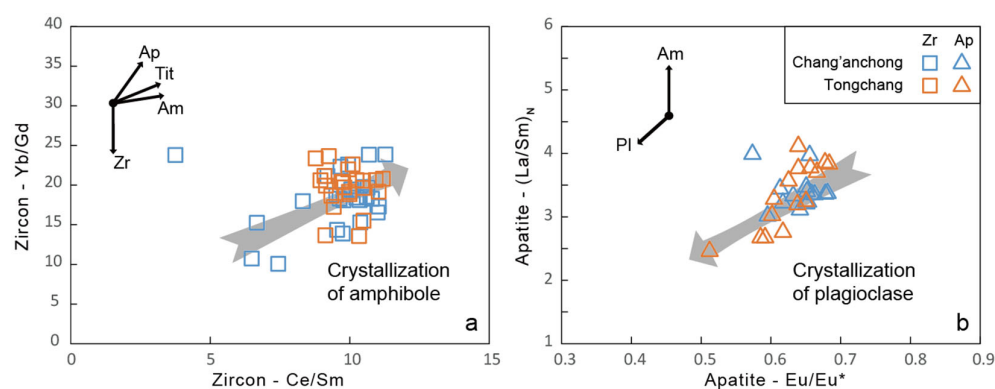 40
35
30
25
20
15
10
5
0
Zircon - Yb/Gd
Ap
Tit
Am
Zr
Crystallization
of amphibole
a
0
5
10
15
Zircon - Ce/Sm
6
5
4
3
2
1
Apatite - (La/Sm)N
Am
Pl
Zr Ap
Chang'anchong
Tongchang
Crystallization
of plagioclase
b
0.3
0.4
0.5
0.6
0.7
0.8
0.9
Apatite - Eu/Eu*